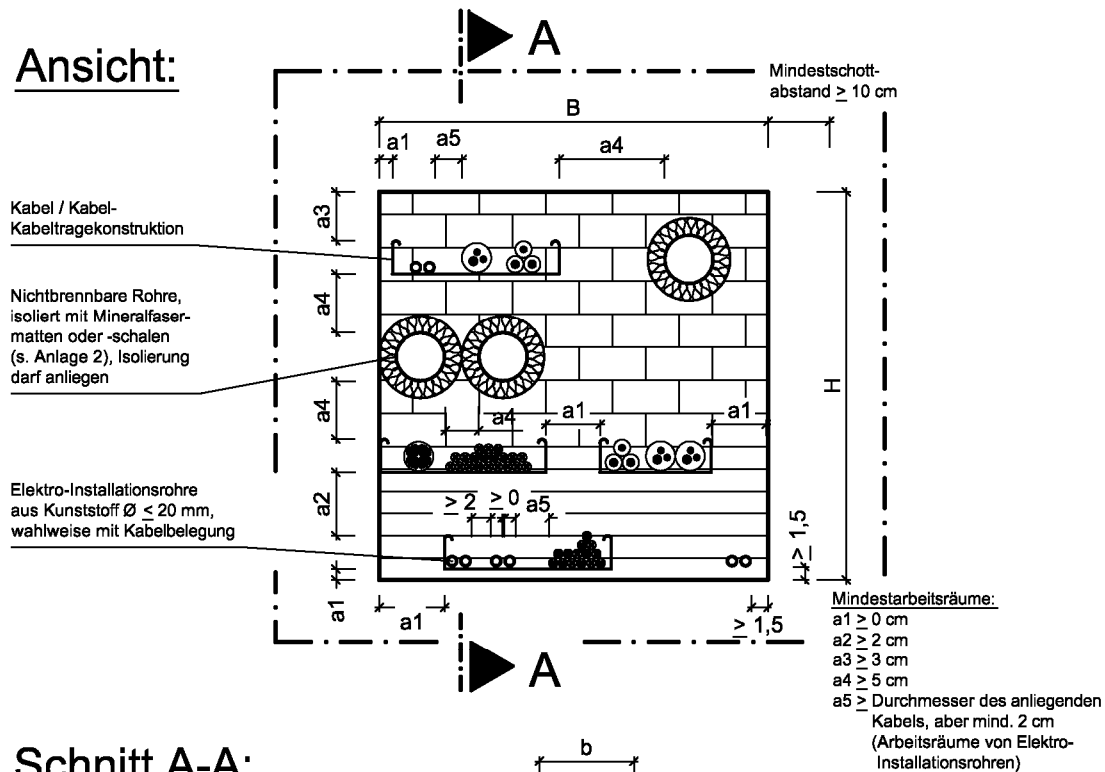 A
Ansicht:
Mindestschott-
abstand ≥ 10 cm
B
a1
a5
a4
Kabel / Kabel-
Kabeltragekonstruktion
a3
Nichtbrennbare Rohre,
isoliert mit Mineralfaser-
matten oder -schalen
(s. Anlage 2), Isolierung
darf anliegen
a4
H
a4
a4
a1
a1
Elektro-Installationsrohre
aus Kunststoff Ø ≤ 20 mm,
wahlweise mit Kabelbelegung
a2
≥ 2
≥ 0
a5
≥ 1,5
a1
a1
≥ 1,5
Mindestarbeitsräume:
a1 ≥ 0 cm
a2 ≥ 2 cm
a3 ≥ 3 cm
a4 ≥ 5 cm
a5 ≥ Durchmesser des anliegenden
Kabels, aber mind. 2 cm
(Arbeitsräume von Elektro-
Installationsrohren)
A
Schnitt A-A:
b